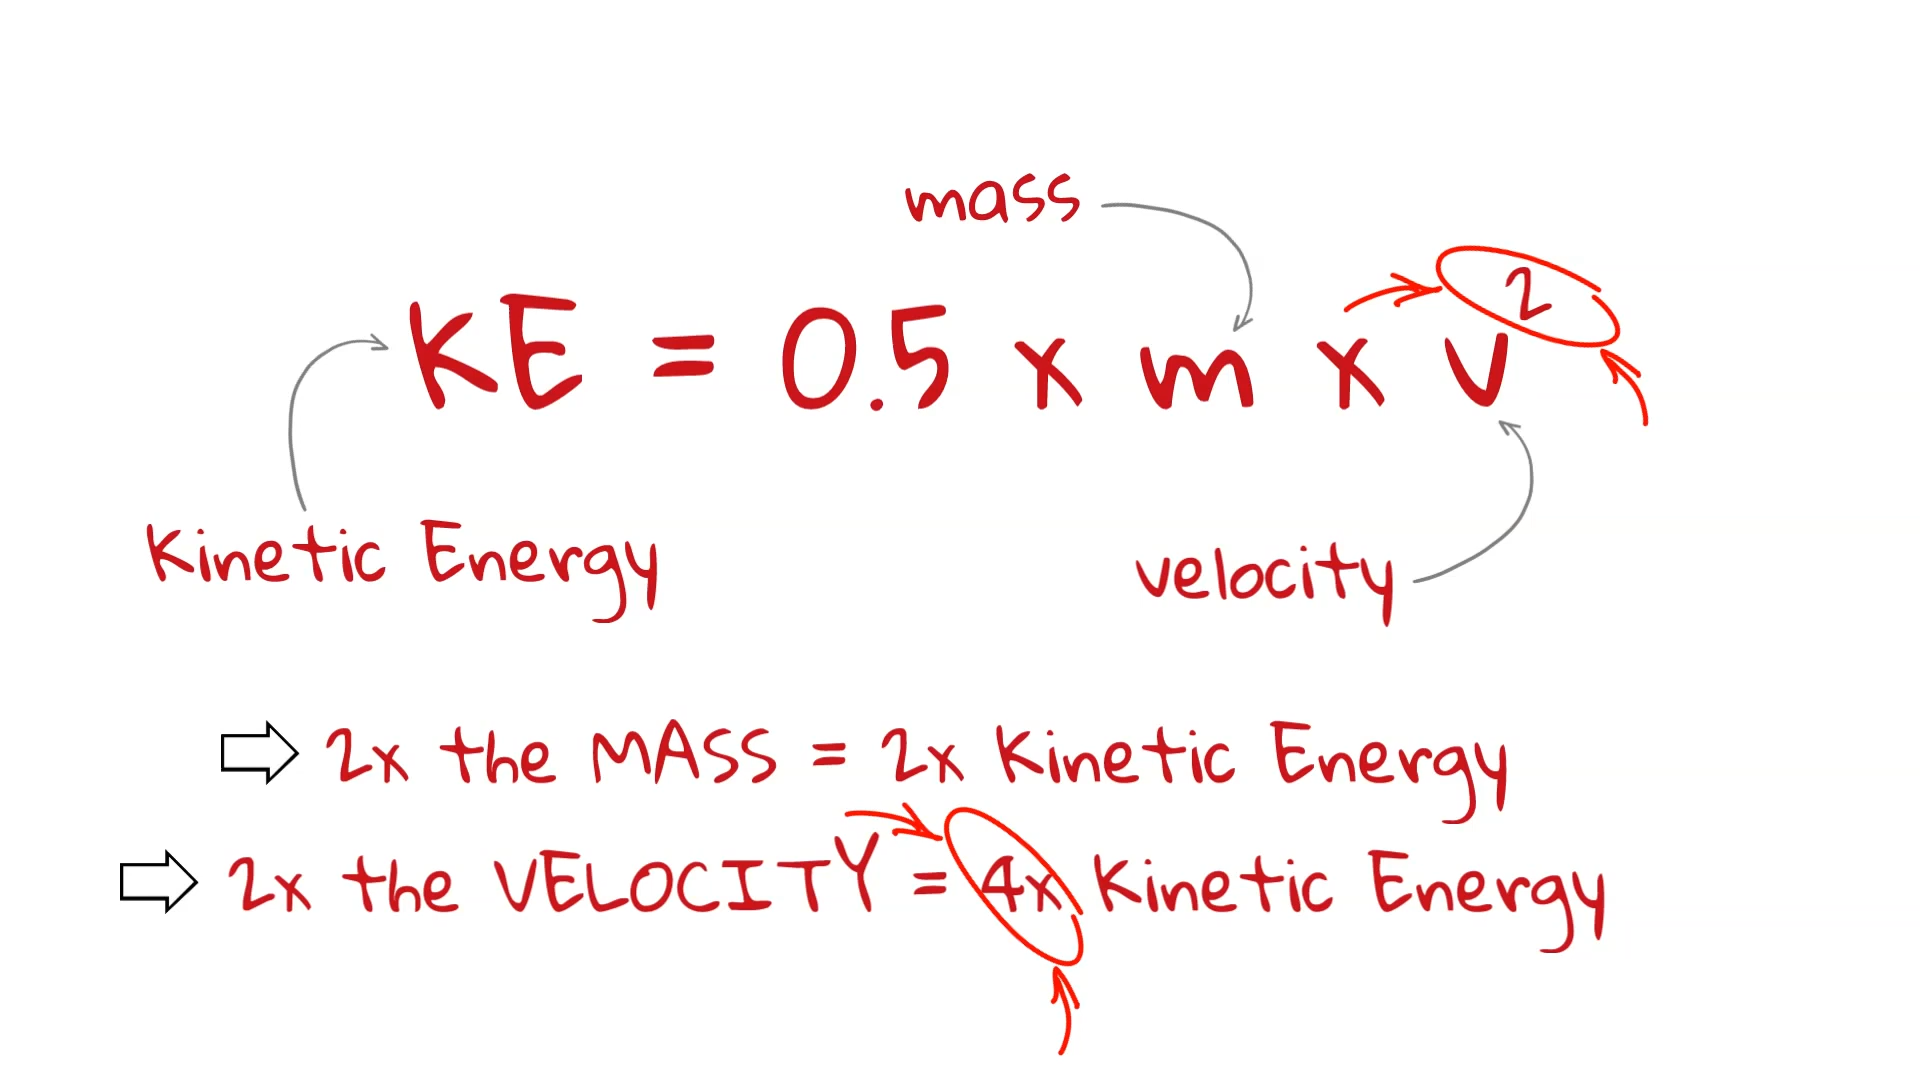 mass
KE = 0.5 x m x v²
Kinetic Energy
velocity
2x the MASS = 2x Kinetic Energy
2x the VELOCITY = 4x Kinetic Energy